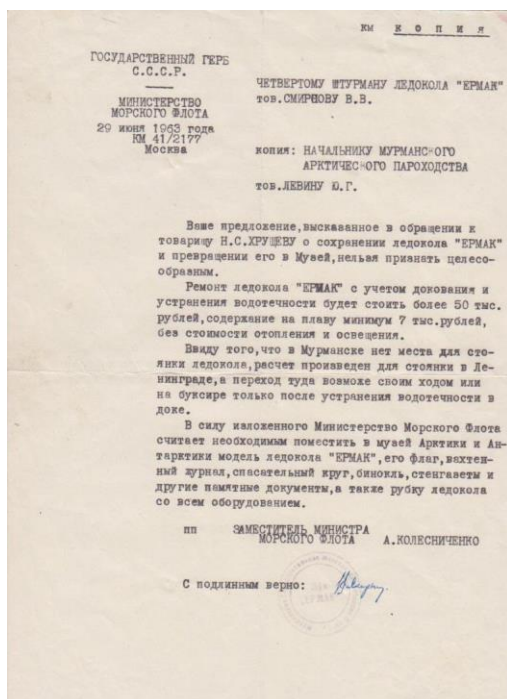 км К О П И Я
ГОСУДАРСТВЕННЫЙ ГЕРБ
С.С.С.Р.
МИНИСТЕРСТВО
МОРСКОГО ФЛОТА
29 июня 1963 года
КМ 41/2177
Москва
ЧЕТВЕРТОМУ ШТУРМАНУ ЛЕДОКОЛА "ЕРМАК"
тов.СМИРНОВУ В.В.
копия: НАЧАЛЬНИКУ МУРМАНСКОГО
АРКТИЧЕСКОГО ПАРОХОДСТВА
тов.ЛЕВИНУ Ю.Г.
Ваше предложение,высказанное в обращении к
товарищу Н.С.ХРУЩЕВУ о сохранении ледокола "ЕРМАК"
и превращении его в Музей,нельзя признать целесо-
образным.
Ремонт ледокола "ЕРМАК" с учетом докования и
устранения водотечности будет стоить более 50 тыс.
рублей,содержание на плаву минимум 7 тыс.рублей,
без стоимости отопления и освещения.
Ввиду того,что в Мурманске нет места для сто-
янки ледокола,расчет произведен для стоянки в Ле-
нинграде,а переход туда возможе своим ходом или
на буксире только после устранения водотечности в
доке.
В силу изложенного Министерство Морского Флота
считает необходимым поместить в музей Арктики и Ан-
тарктики модель ледокола "ЕРМАК",его флаг,вахтен-
ный журнал,спасательный круг,бинокль,стенгазеты и
другие памятные документы,а также рубку ледокола
со всем оборудованием.
пп ЗАМЕСТИТЕЛЬ МИНИСТРА
МОРСКОГО ФЛОТА А.КОЛЕСНИЧЕНКО
С подлинным верно: